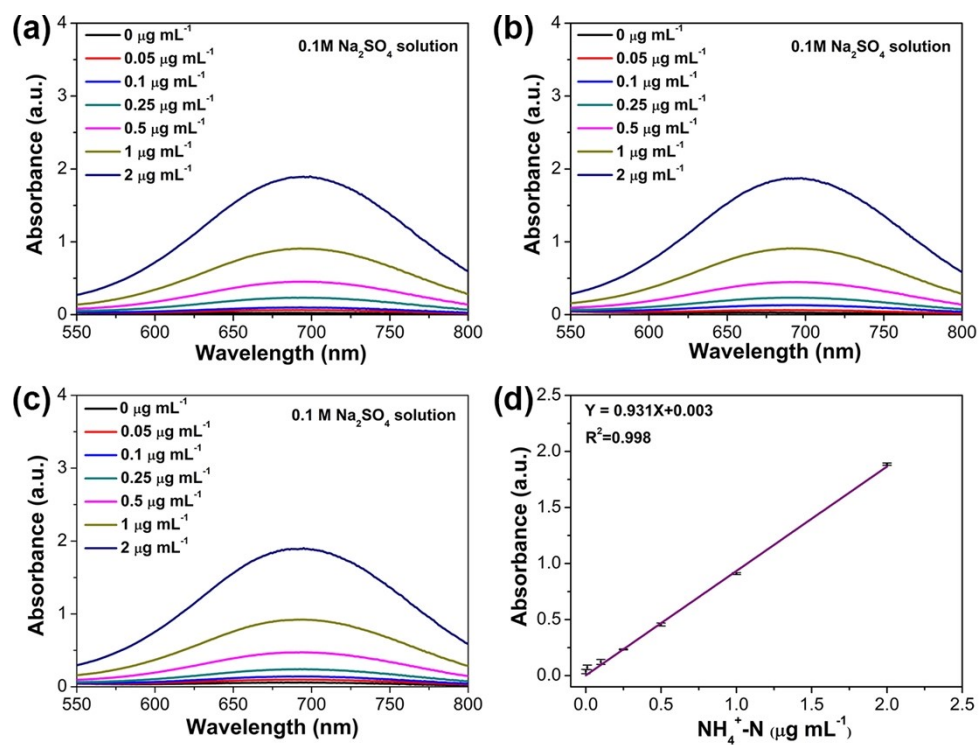 (a)
0.1M Na₂SO₄ solution
0 μg mL⁻¹
0.05 μg mL⁻¹
0.1 μg mL⁻¹
0.25 μg mL⁻¹
0.5 μg mL⁻¹
1 μg mL⁻¹
2 μg mL⁻¹
Absorbance (a.u.)
4
3
2
1
0
550 600 650 700 750 800
Wavelength (nm)
(b)
0.1M Na₂SO₄ solution
0 μg mL⁻¹
0.05 μg mL⁻¹
0.1 μg mL⁻¹
0.25 μg mL⁻¹
0.5 μg mL⁻¹
1 μg mL⁻¹
2 μg mL⁻¹
Absorbance (a.u.)
4
3
2
1
0
550 600 650 700 750 800
Wavelength (nm)
(c)
0.1 M Na₂SO₄ solution
0 μg mL⁻¹
0.05 μg mL⁻¹
0.1 μg mL⁻¹
0.25 μg mL⁻¹
0.5 μg mL⁻¹
1 μg mL⁻¹
2 μg mL⁻¹
Absorbance (a.u.)
4
3
2
1
0
550 600 650 700 750 800
Wavelength (nm)
(d)
Y = 0.931X+0.003
R²=0.998
Absorbance (a.u.)
2.5
2.0
1.5
1.0
0.5
0.0
0.0 0.5 1.0 1.5 2.0 2.5
NH₄⁺-N (μg mL⁻¹)